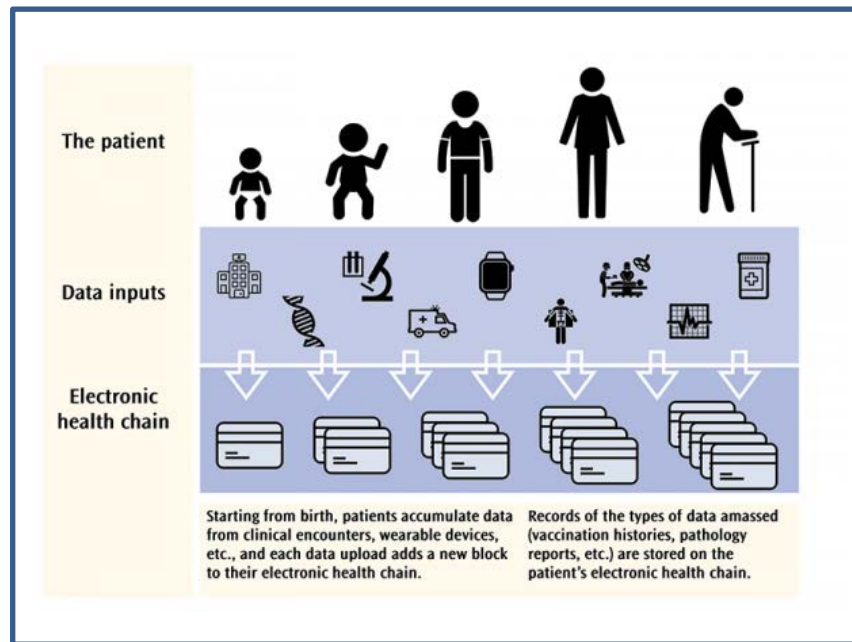 The patient
Data inputs
Electronic
health chain
Starting from birth, patients accumulate data
from clinical encounters, wearable devices,
etc., and each data upload adds a new block
to their electronic health chain.
Records of the types of data amassed
(vaccination histories, pathology
reports, etc.) are stored on the
patient's electronic health chain.